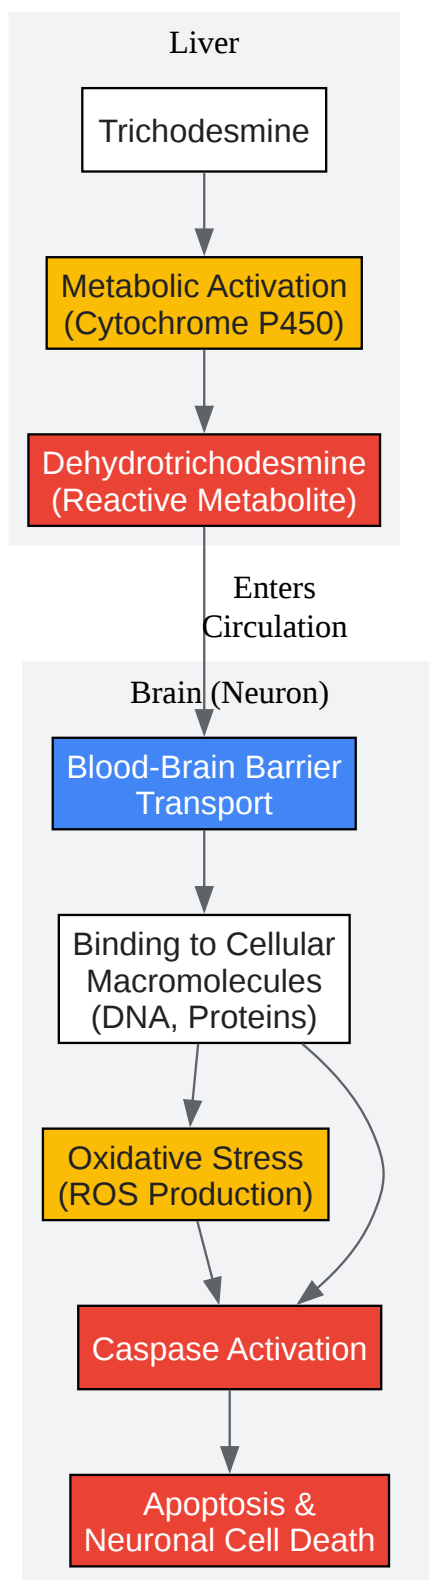 Liver
Trichodesmine
Metabolic Activation
(Cytochrome P450)
Dehydrotrichodesmine
(Reactive Metabolite)
Enters
Circulation
Brain (Neuron)
Blood-Brain Barrier
Transport
Binding to Cellular
Macromolecules
(DNA, Proteins)
Oxidative Stress
(ROS Production)
Caspase Activation
Apoptosis &
Neuronal Cell Death